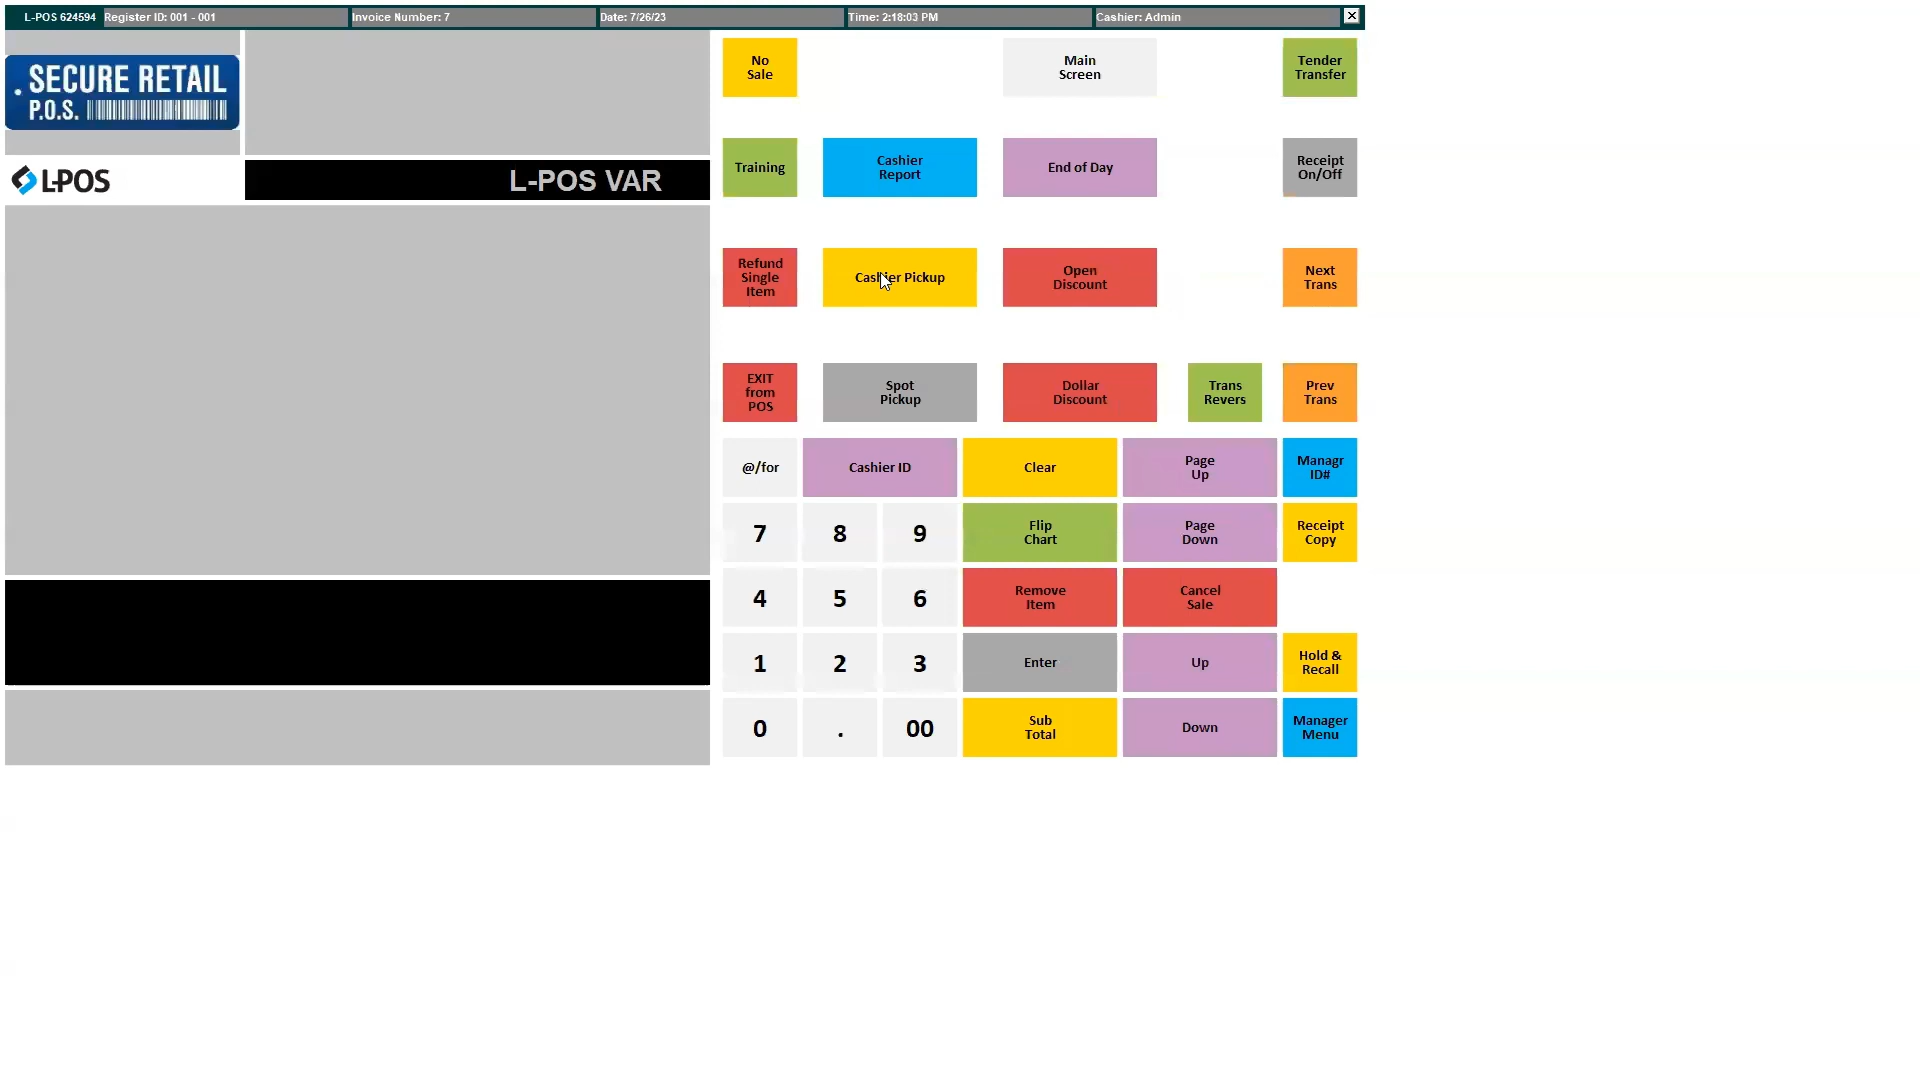 L-POS 624594 Register ID: 001 - 001 Invoice Number: 7 Date: 7/26/23 Time: 2:18:03 PM Cashier: Admin
SECURE RETAIL
P.O.S.
L-POS
L-POS VAR
No
Sale
Main
Screen
Tender
Transfer
Training
Cashier
Report
End of Day
Receipt
On/Off
Refund
Single
Item
Cashier Pickup
Open
Discount
Next
Trans
EXIT
from
POS
Spot
Pickup
Dollar
Discount
Trans
Revers
Prev
Trans
@/for
Cashier ID
Clear
Page
Up
Managr
ID#
7
8
9
Flip
Chart
Page
Down
Receipt
Copy
4
5
6
Remove
Item
Cancel
Sale
1
2
3
Enter
Up
Hold &
Recall
0
.
00
Sub
Total
Down
Manager
Menu